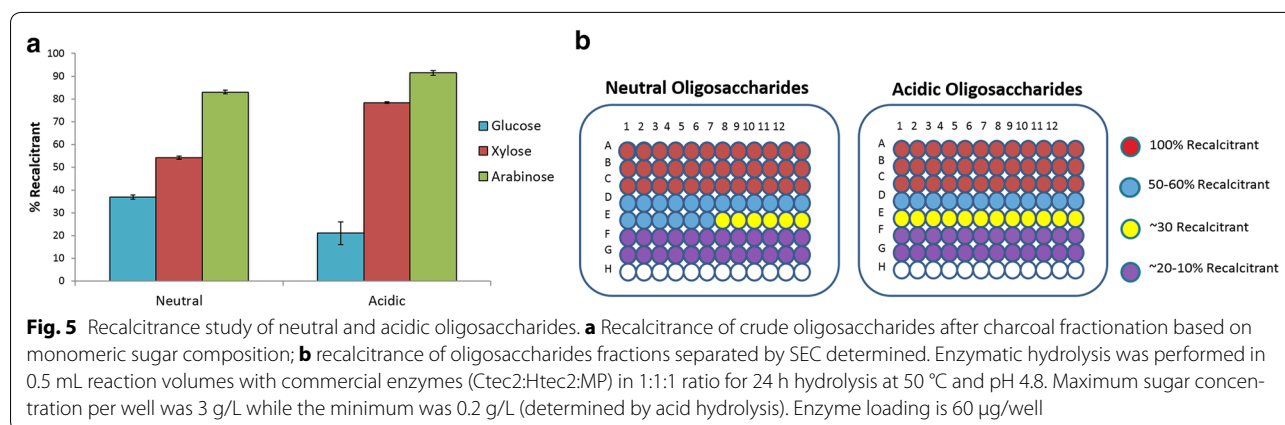 a
100
90
80
70
60
50
40
30
20
10
0
% Recalcitrant
Neutral
Acidic
Glucose
Xylose
Arabinose
b
Neutral Oligosaccharides
1 2 3 4 5 6 7 8 9 10 11 12
A
B
C
D
E
F
G
H
Acidic Oligosaccharides
1 2 3 4 5 6 7 8 9 10 11 12
A
B
C
D
E
F
G
H
100% Recalcitrant
50-60% Recalcitrant
~30 Recalcitrant
~20-10% Recalcitrant
Fig. 5 Recalcitrance study of neutral and acidic oligosaccharides. a Recalcitrance of crude oligosaccharides after charcoal fractionation based on
monomeric sugar composition; b recalcitrance of oligosaccharides fractions separated by SEC determined. Enzymatic hydrolysis was performed in
0.5 mL reaction volumes with commercial enzymes (Ctec2:Htec2:MP) in 1:1:1 ratio for 24 h hydrolysis at 50 °C and pH 4.8. Maximum sugar concen-
tration per well was 3 g/L while the minimum was 0.2 g/L (determined by acid hydrolysis). Enzyme loading is 60 µg/well